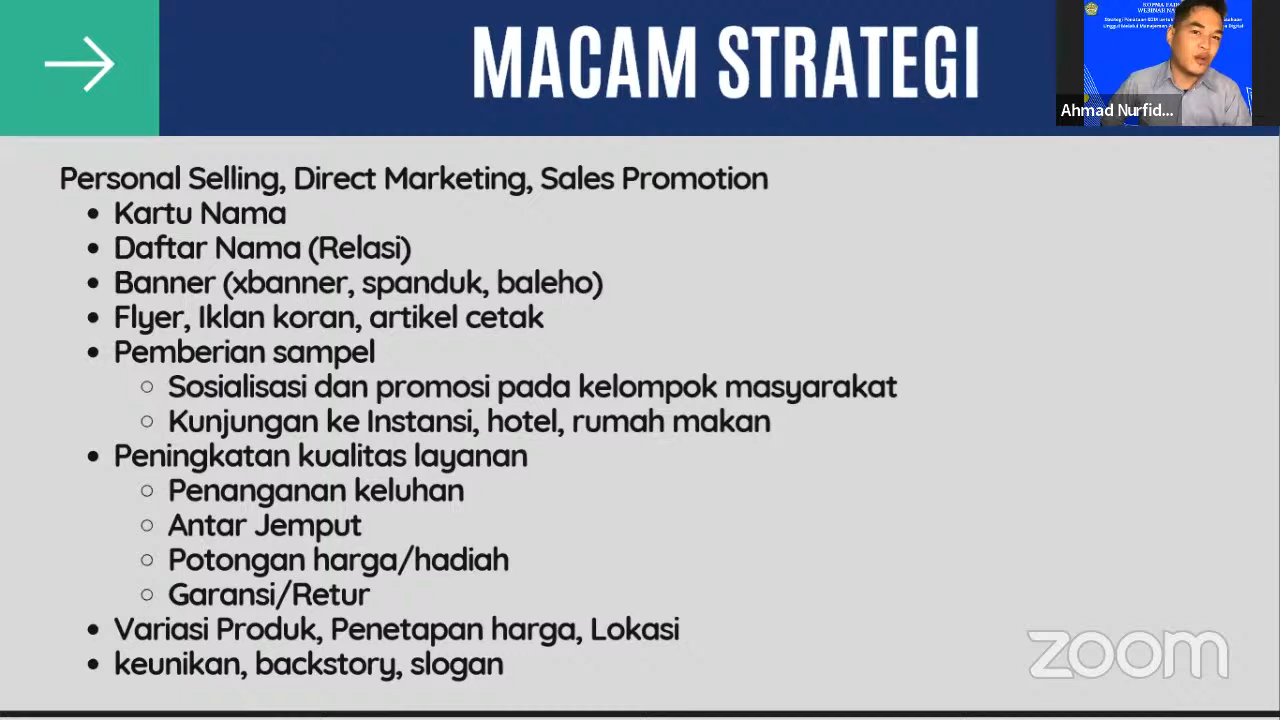 MACAM STRATEGI
Ahmad Nurfid...
Personal Selling, Direct Marketing, Sales Promotion
• Kartu Nama
• Daftar Nama (Relasi)
• Banner (xbanner, spanduk, baleho)
• Flyer, Iklan koran, artikel cetak
• Pemberian sampel
○ Sosialisasi dan promosi pada kelompok masyarakat
○ Kunjungan ke Instansi, hotel, rumah makan
• Peningkatan kualitas layanan
○ Penanganan keluhan
○ Antar Jemput
○ Potongan harga/hadiah
○ Garansi/Retur
• Variasi Produk, Penetapan harga, Lokasi
• keunikan, backstory, slogan
zoom